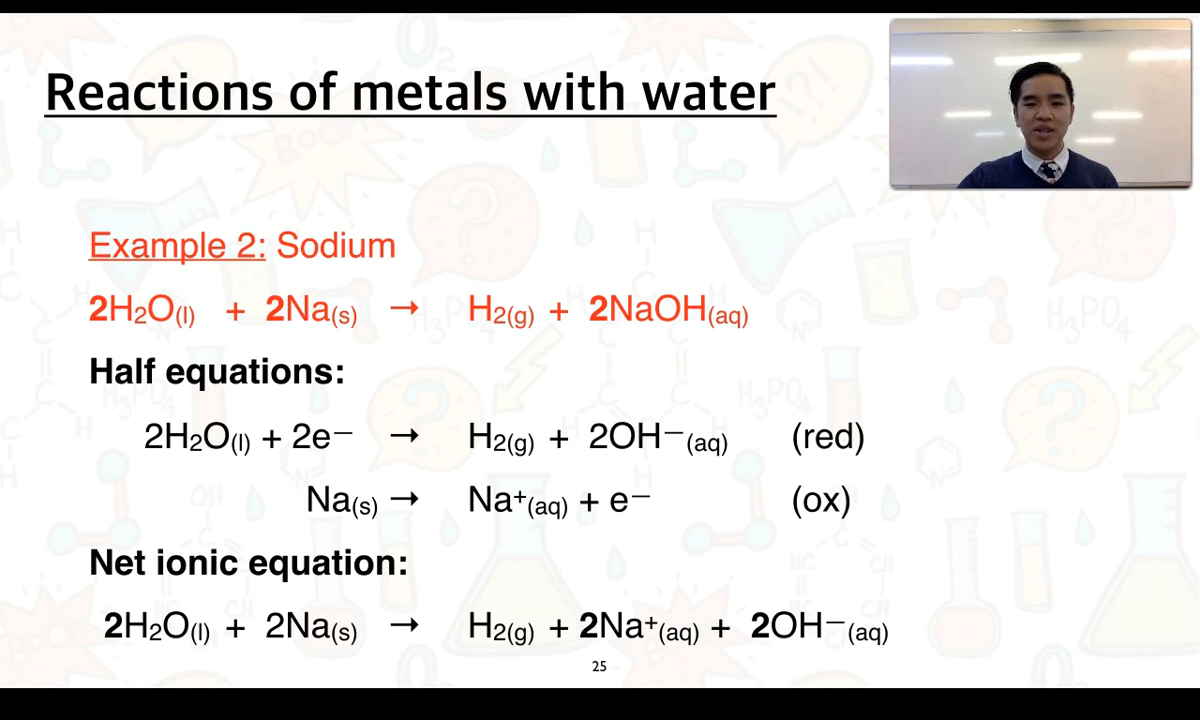 Reactions of metals with water
Example 2: Sodium
2H₂O(l) + 2Na(s) → H₂(g) + 2NaOH(aq)
Half equations:
2H₂O(l) + 2e⁻ → H₂(g) + 2OH⁻(aq) (red)
Na(s) → Na⁺(aq) + e⁻ (ox)
Net ionic equation:
2H₂O(l) + 2Na(s) → H₂(g) + 2Na⁺(aq) + 2OH⁻(aq)
25